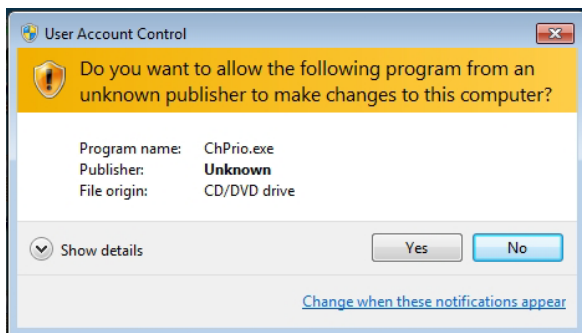 User Account Control
Do you want to allow the following program from an
unknown publisher to make changes to this computer?
Program name: ChPrio.exe
Publisher: Unknown
File origin: CD/DVD drive
Show details Yes No
Change when these notifications appear